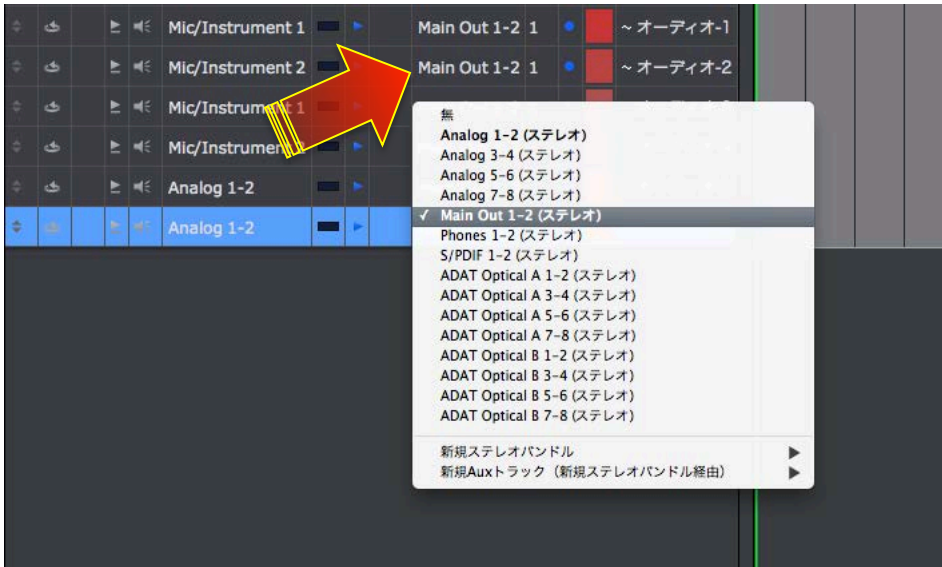 Mic/Instrument 1 Main Out 1-2 1 ~オーディオ-1
Mic/Instrument 2 Main Out 1-2 1 ~オーディオ-2
Mic/Instrument 1
Analog 1-2
Analog 1-2
無
Analog 1-2 (ステレオ)
Analog 3-4 (ステレオ)
Analog 5-6 (ステレオ)
Analog 7-8 (ステレオ)
✓ Main Out 1-2 (ステレオ)
Phones 1-2 (ステレオ)
S/PDIF 1-2 (ステレオ)
ADAT Optical A 1-2 (ステレオ)
ADAT Optical A 3-4 (ステレオ)
ADAT Optical A 5-6 (ステレオ)
ADAT Optical A 7-8 (ステレオ)
ADAT Optical B 1-2 (ステレオ)
ADAT Optical B 3-4 (ステレオ)
ADAT Optical B 5-6 (ステレオ)
ADAT Optical B 7-8 (ステレオ)
新規ステレオバンドル
新規Auxトラック（新規ステレオバンドル経由）